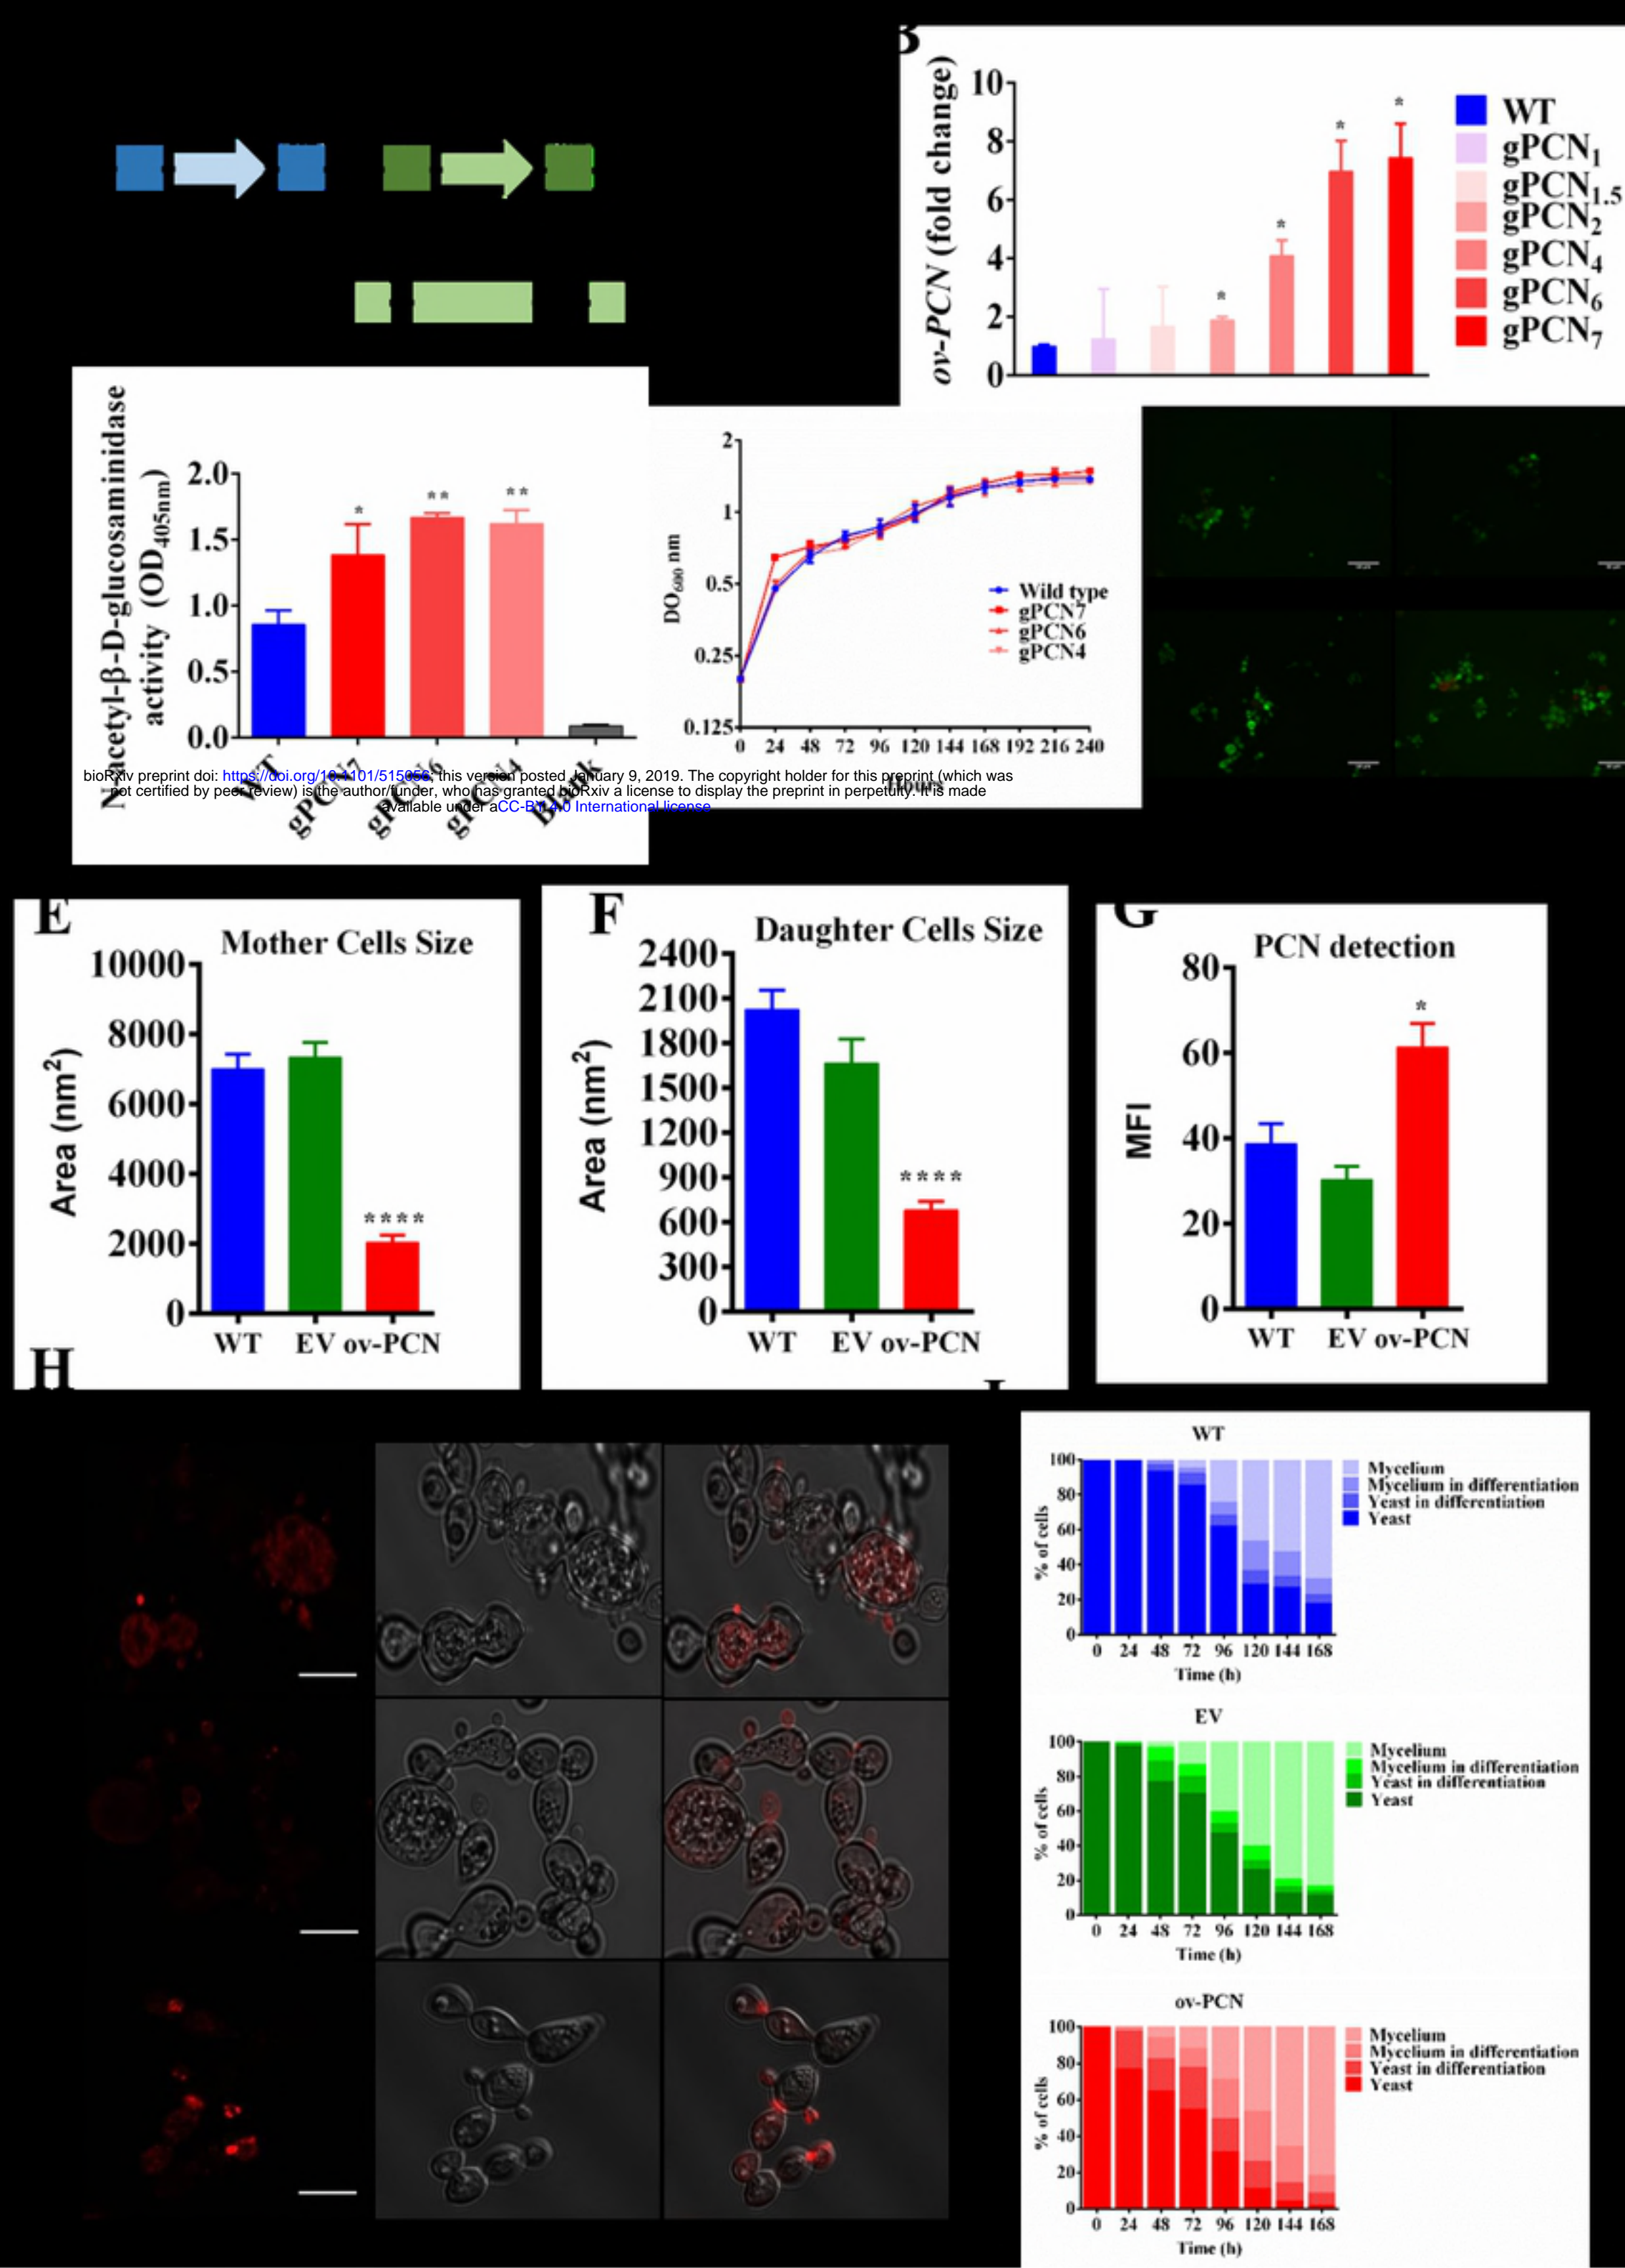 B
ov-PCN (fold change)
10
8
6
4
2
0
*
*
*
*
WT
gPCN1
gPCN1.5
gPCN2
gPCN4
gPCN6
gPCN7
N-acetyl-β-D-glucosaminidase
activity (OD405nm)
2.0
1.5
1.0
0.5
0.0
*
**
**
WT
gPCN7
gPCN6
gPCN4
Blank
DO600 nm
2
1
0.5
0.25
0.125
0 24 48 72 96 120 144 168 192 216 240
Hours
Wild type
gPCN7
gPCN6
gPCN4
bioRxiv preprint doi: https://doi.org/10.1101/515656; this version posted January 9, 2019. The copyright holder for this preprint (which was
not certified by peer review) is the author/funder, who has granted bioRxiv a license to display the preprint in perpetuity. It is made
available under aCC-BY 4.0 International license.
E
Mother Cells Size
Area (nm2)
10000
8000
6000
4000
2000
0
****
WT EV ov-PCN
F
Daughter Cells Size
Area (nm2)
2400
2100
1800
1500
1200
900
600
300
0
****
WT EV ov-PCN
G
PCN detection
MFI
80
60
40
20
0
*
WT EV ov-PCN
H
I
WT
% of cells
100
80
60
40
20
0
0 24 48 72 96 120 144 168
Time (h)
Mycelium
Mycelium in differentiation
Yeast in differentiation
Yeast
EV
% of cells
100
80
60
40
20
0
0 24 48 72 96 120 144 168
Time (h)
Mycelium
Mycelium in differentiation
Yeast in differentiation
Yeast
ov-PCN
% of cells
100
80
60
40
20
0
0 24 48 72 96 120 144 168
Time (h)
Mycelium
Mycelium in differentiation
Yeast in differentiation
Yeast